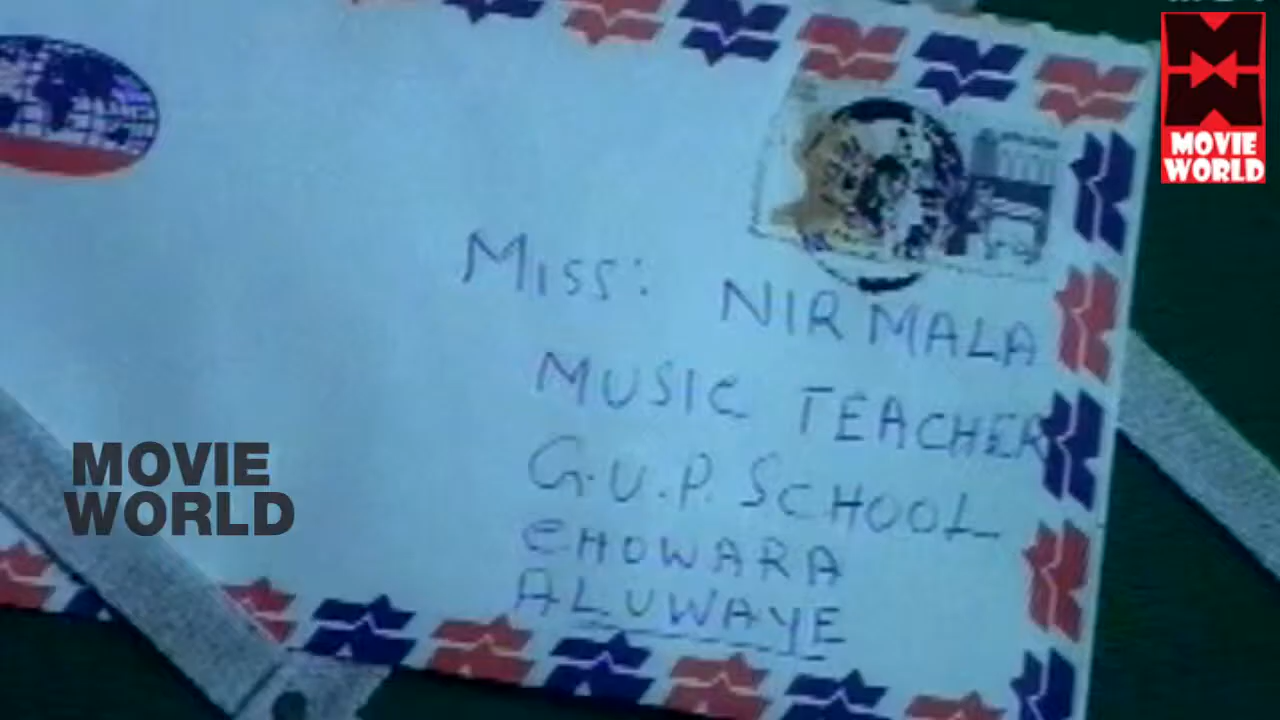 MOVIE
WORLD
MISS: NIRMALA
MUSIC TEACHER
G.U.P. SCHOOL
CHOWARA
ALUWAYE
MOVIE
WORLD